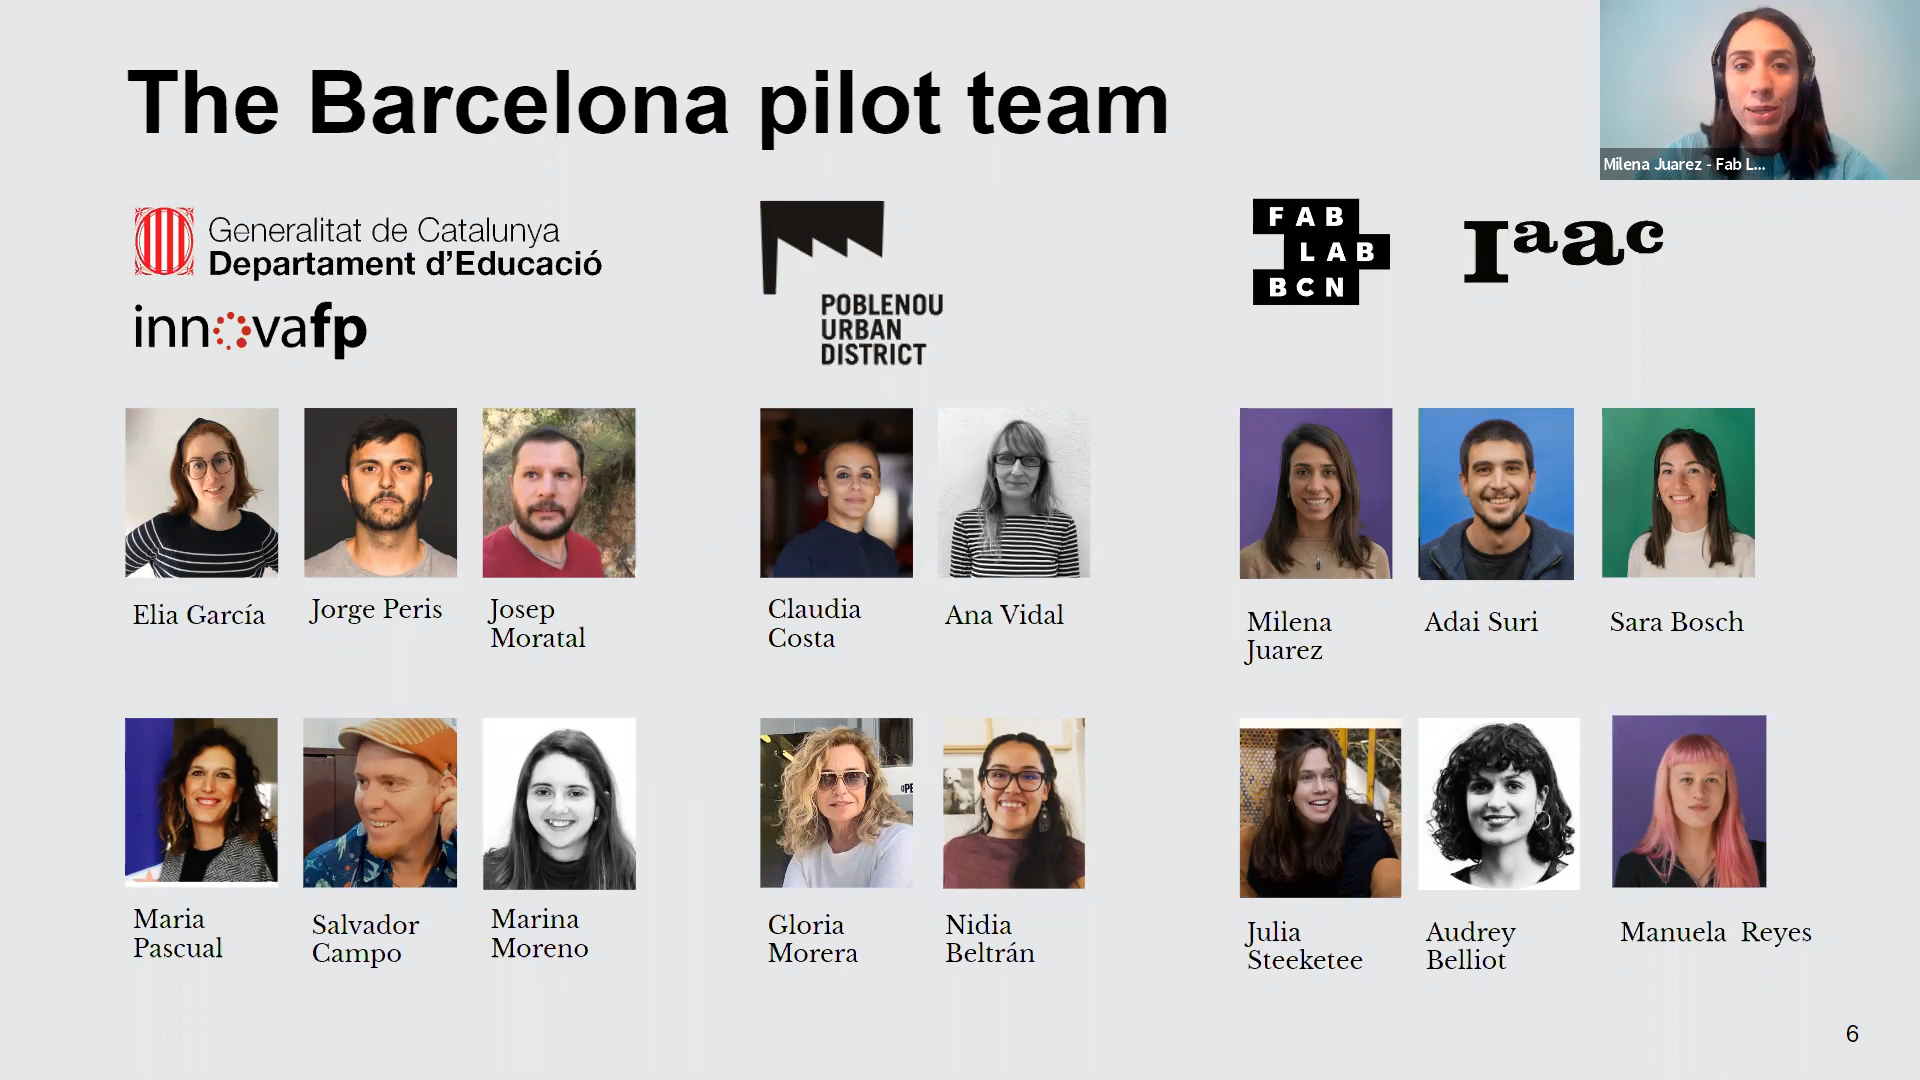 The Barcelona pilot team
Milena Juarez - Fab L...
Generalitat de Catalunya
Departament d'Educació
innovafp
POBLENOU
URBAN
DISTRICT
FAB
LAB
BCN
Iaac
Elia García
Jorge Peris
Josep
Moratal
Claudia
Costa
Ana Vidal
Milena
Juarez
Adai Suri
Sara Bosch
Maria
Pascual
Salvador
Campo
Marina
Moreno
Gloria
Morera
Nidia
Beltrán
Julia
Steeketee
Audrey
Belliot
Manuela Reyes
6